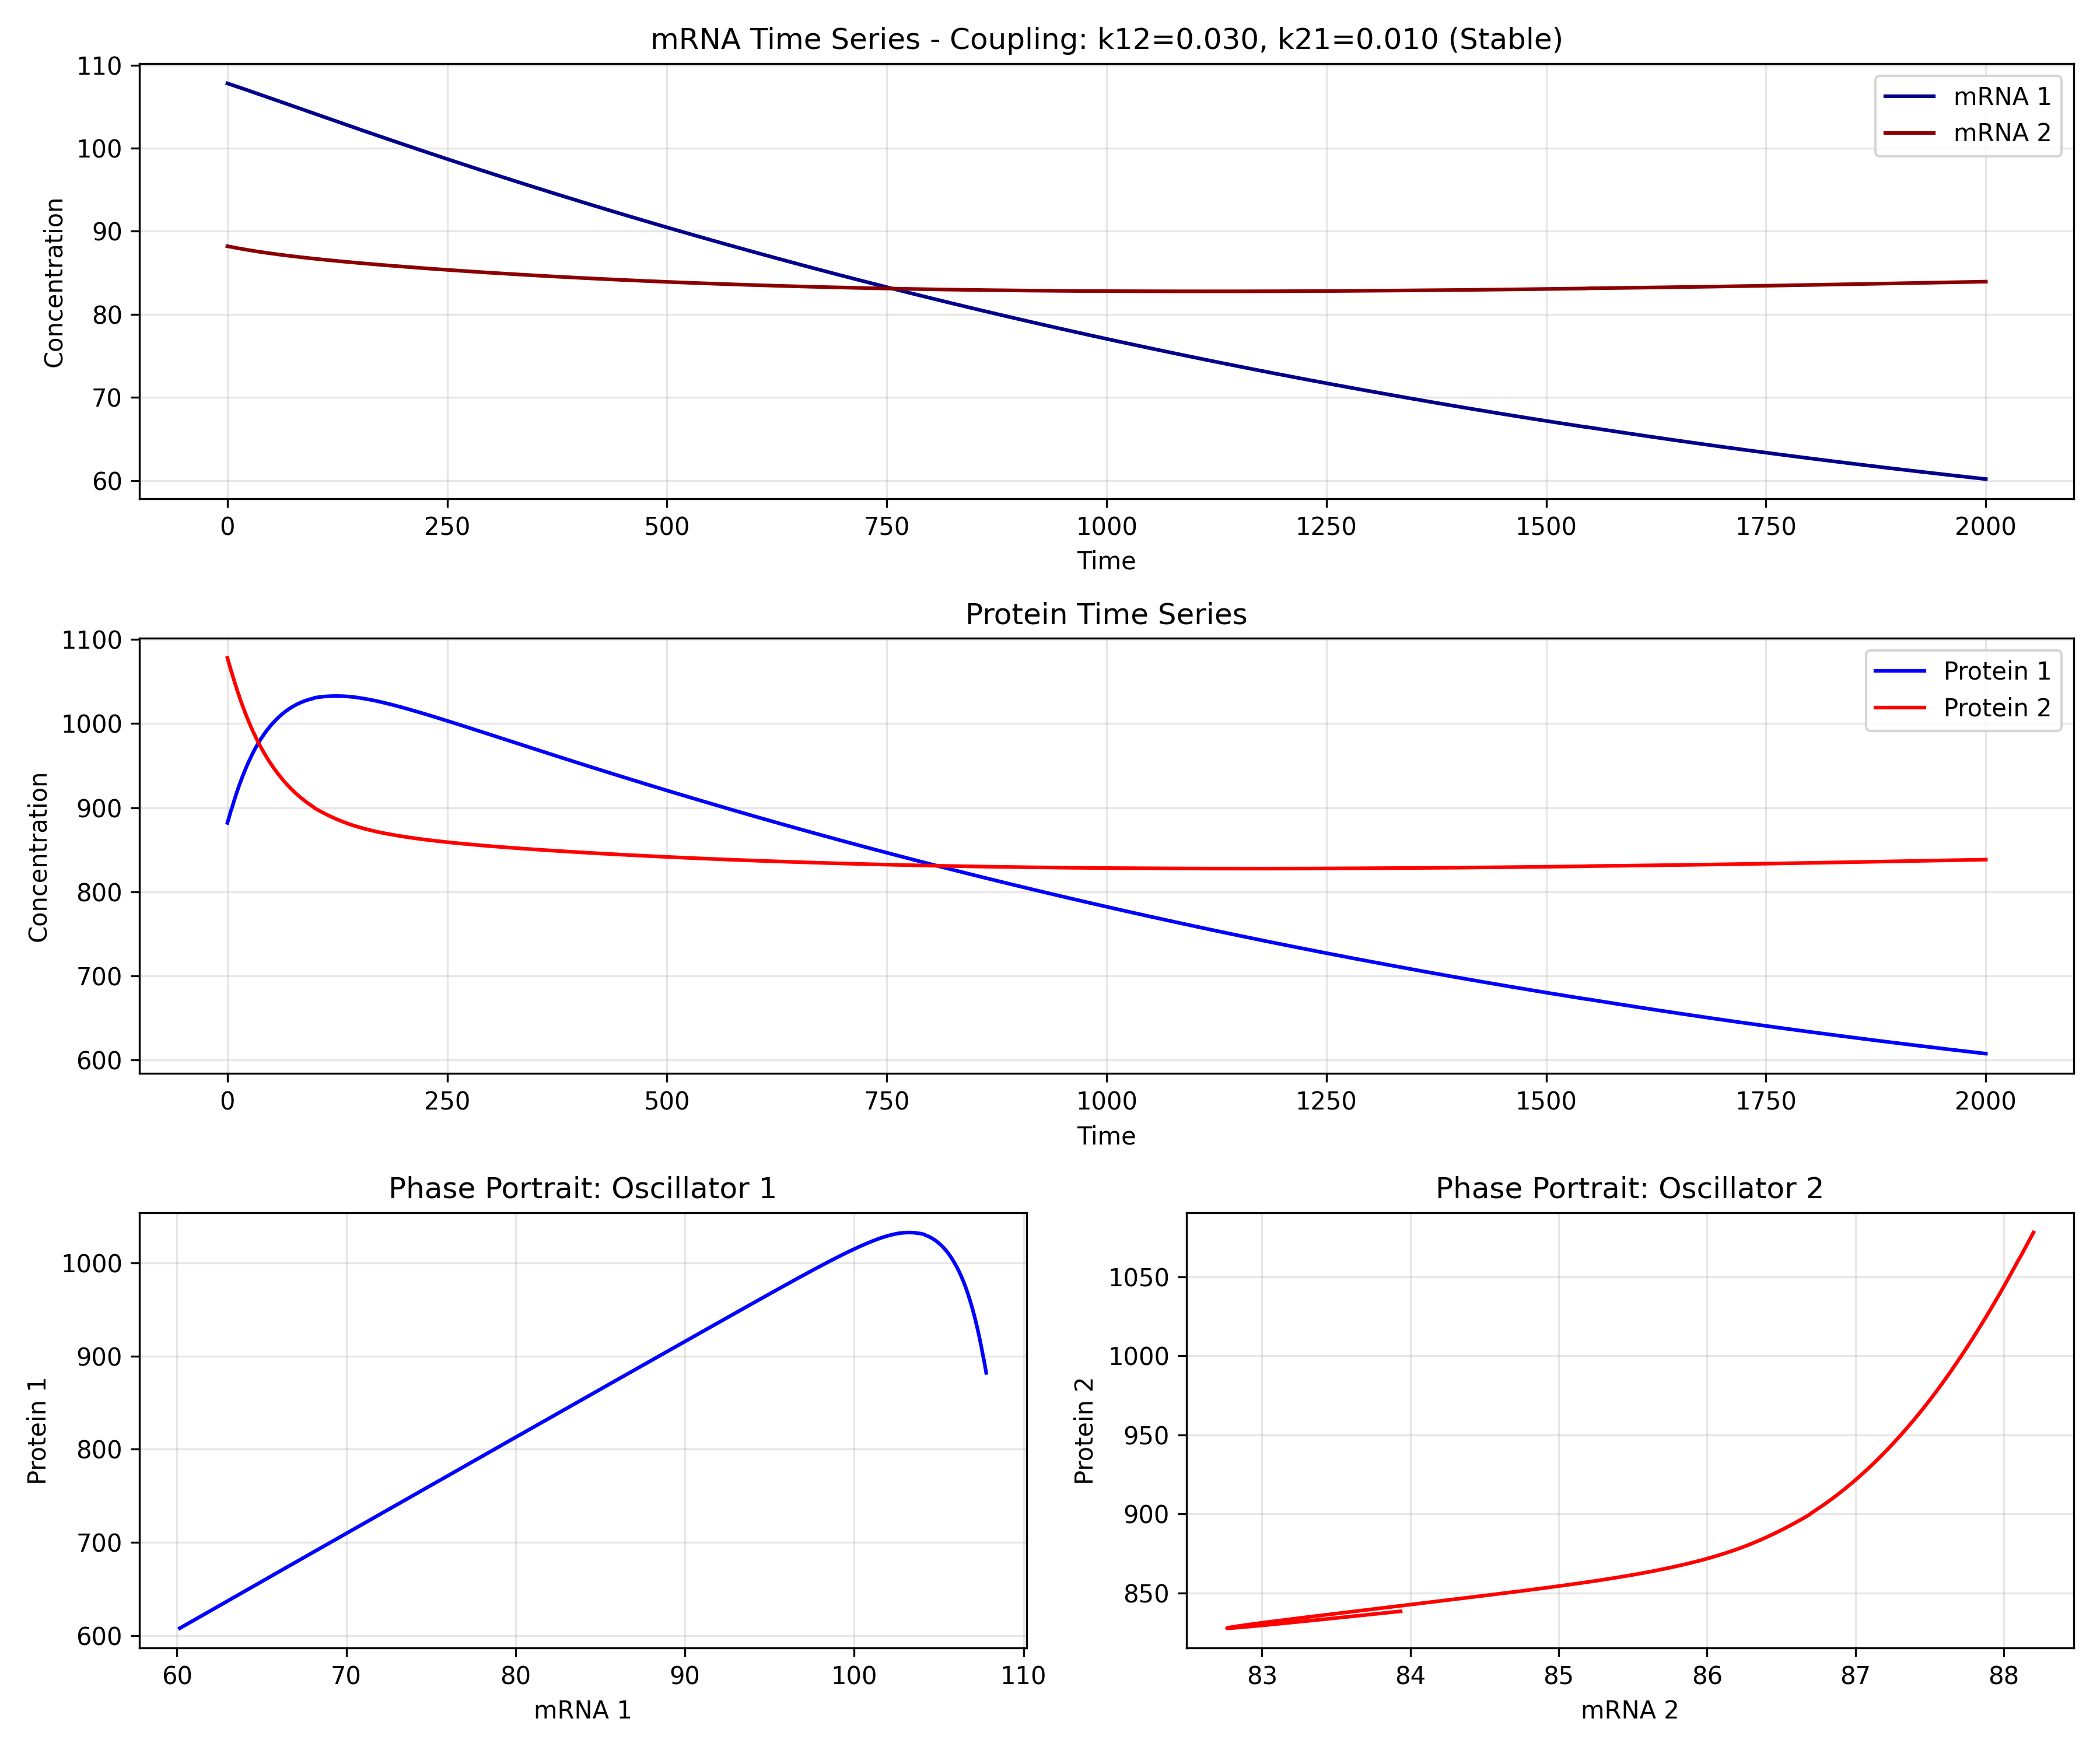 mRNA Time Series - Coupling: k12=0.030, k21=0.010 (Stable)
110
100
90
80
70
60
Concentration
mRNA 1
mRNA 2
0 250 500 750 1000 1250 1500 1750 2000
Time
Protein Time Series
1100
1000
900
800
700
600
Concentration
Protein 1
Protein 2
0 250 500 750 1000 1250 1500 1750 2000
Time
Phase Portrait: Oscillator 1
1000
900
800
700
600
Protein 1
60 70 80 90 100 110
mRNA 1
Phase Portrait: Oscillator 2
1050
1000
950
900
850
Protein 2
83 84 85 86 87 88
mRNA 2